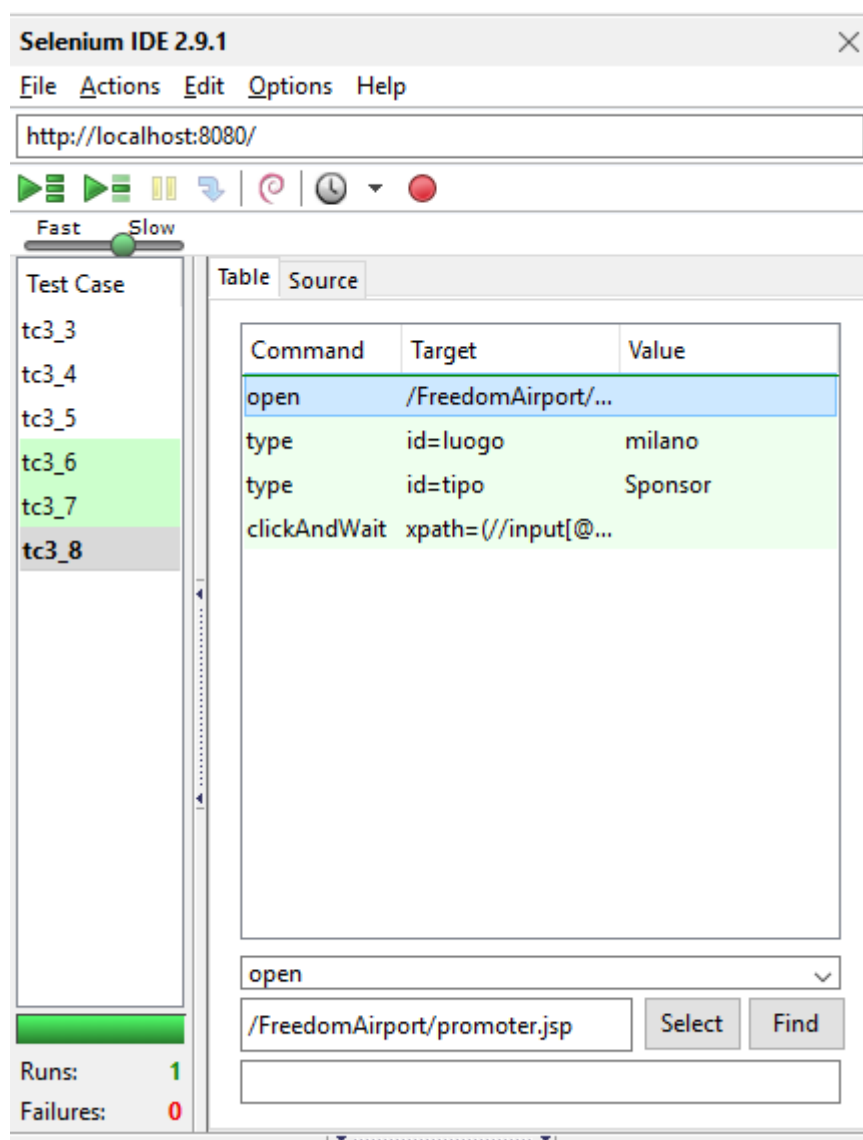 Selenium IDE 2.9.1
File Actions Edit Options Help
http://localhost:8080/
Fast Slow
Test Case
tc3_3
tc3_4
tc3_5
tc3_6
tc3_7
tc3_8
Runs: 1
Failures: 0
Table Source
Command Target Value
open /FreedomAirport/...
type id=luogo milano
type id=tipo Sponsor
clickAndWait xpath=(//input[@...
open
/FreedomAirport/promoter.jsp Select Find